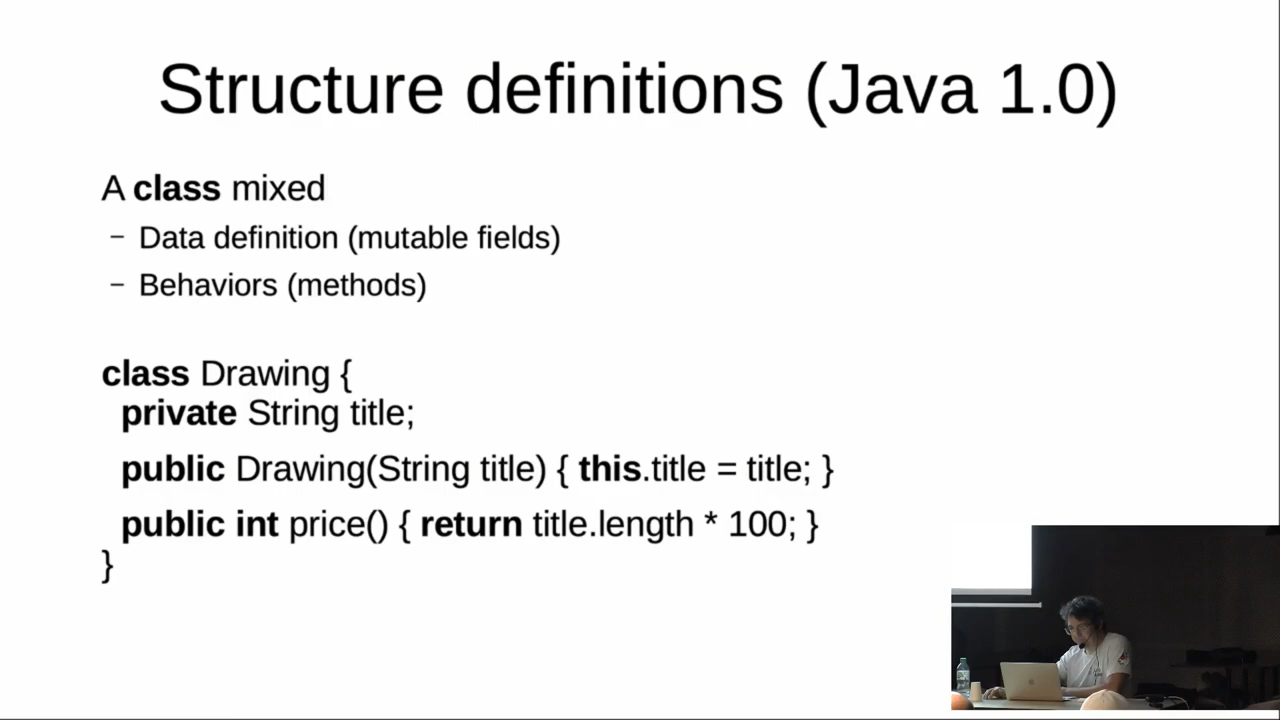 Structure definitions (Java 1.0)
A class mixed
– Data definition (mutable fields)
– Behaviors (methods)
class Drawing {
private String title;
public Drawing(String title) { this.title = title; }
public int price() { return title.length * 100; }
}